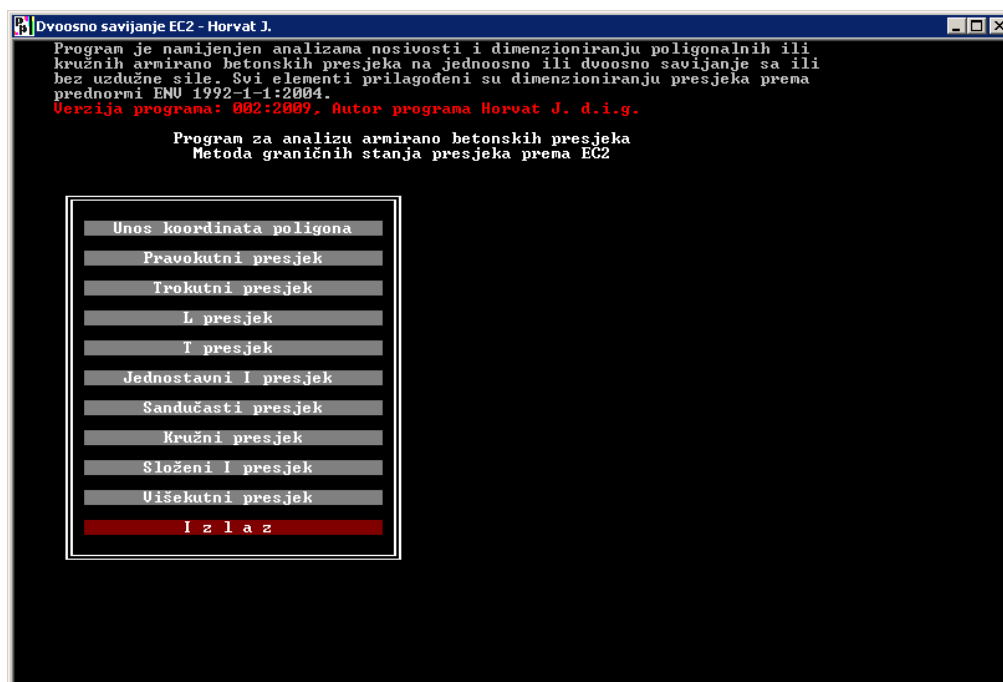 Dvoosno savijanje EC2 - Horvat J.
Program je namijenjen analizama nosivosti i dimenzioniranju poligonalnih ili
kružnih armirano betonskih presjeka na jednoosno ili dvoosno savijanje sa ili
bez uzdužne sile. Svi elementi prilagođeni su dimenzioniranju presjeka prema
prednormi ENV 1992-1-1:2004.
Verzija programa: 002:2009, Autor programa Horvat J. d.i.g.
Program za analizu armirano betonskih presjeka
Metoda graničnih stanja presjeka prema EC2
Unos koordinata poligona
Pravokutni presjek
Trokutni presjek
L presjek
T presjek
Jednostavni I presjek
Sandučasti presjek
Kružni presjek
Složeni I presjek
Višekutni presjek
I z l a z